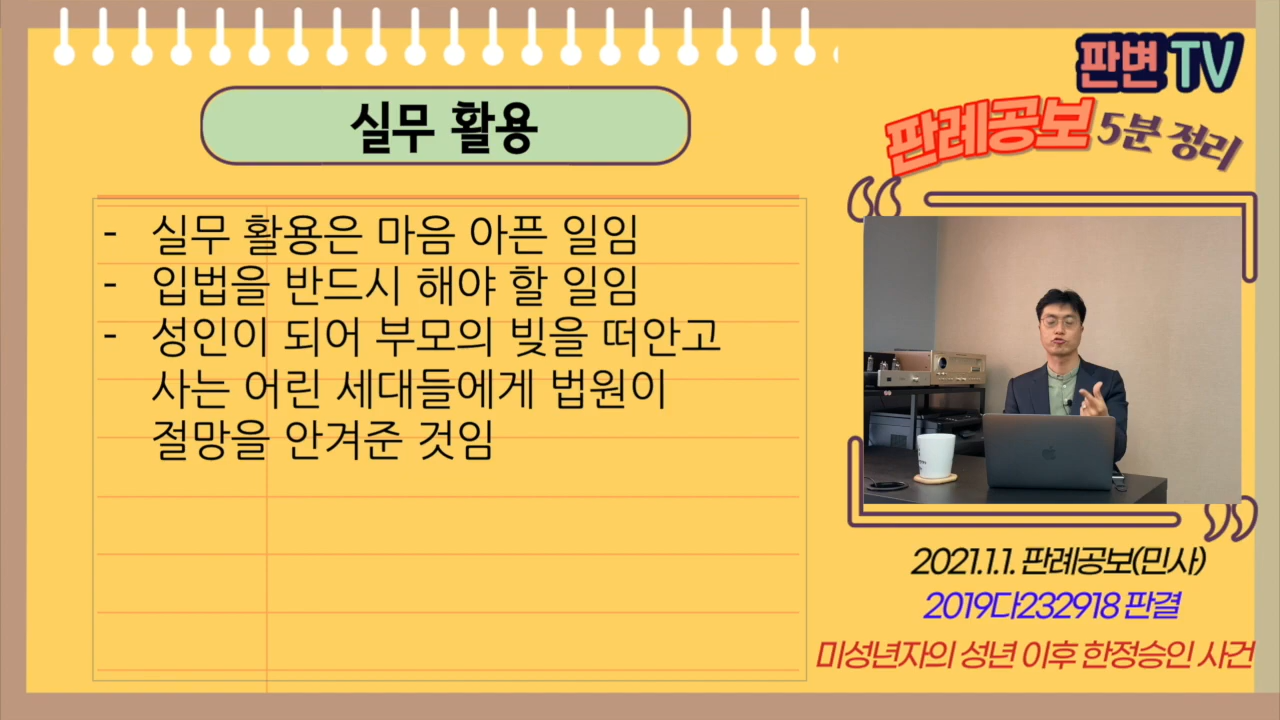 판변 TV
판례공보 5분 정리
실무 활용
- 실무 활용은 마음 아픈 일임
- 입법을 반드시 해야 할 일임
- 성인이 되어 부모의 빚을 떠안고
사는 어린 세대들에게 법원이
절망을 안겨준 것임
2021.1.1. 판례공보(민사)
2019다232918 판결
미성년자의 성년 이후 한정승인 사건